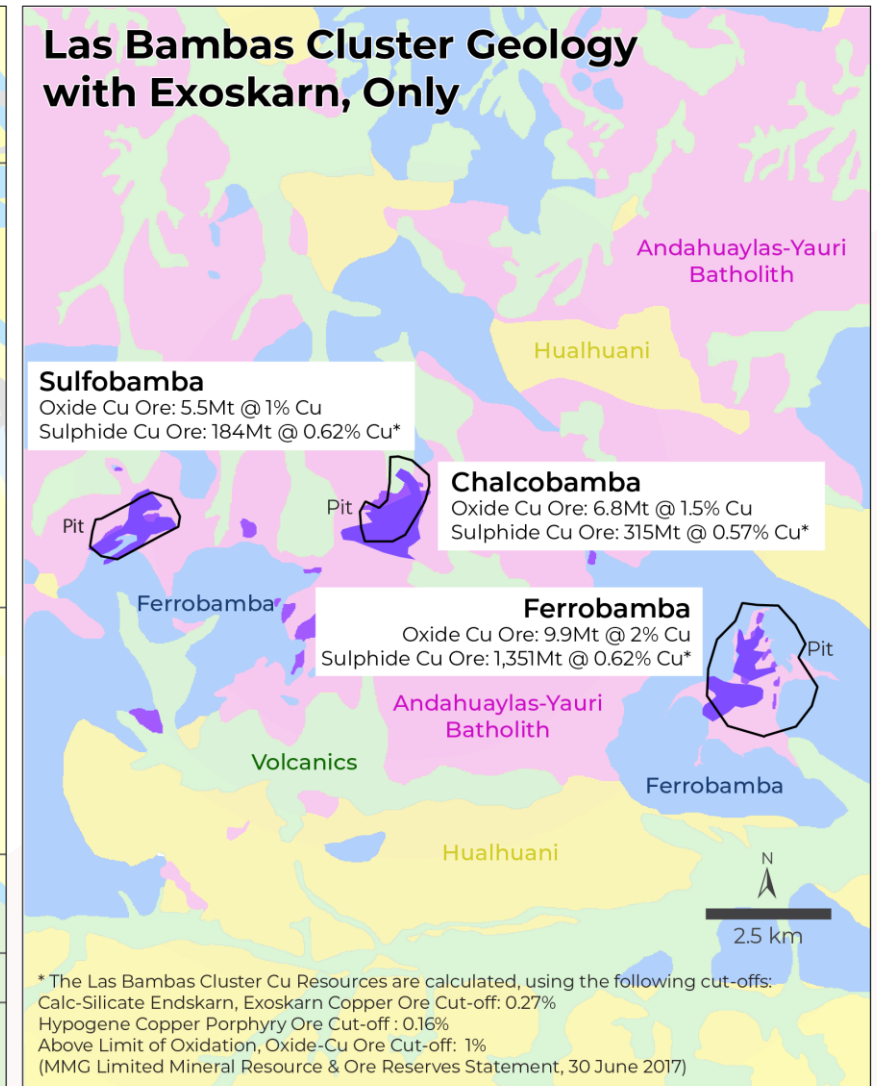 Las Bambas Cluster Geology
with Exoskarn, Only
Andahuaylas-Yauri
Batholith
Hualhuani
Sulfobamba
Oxide Cu Ore: 5.5Mt @ 1% Cu
Sulphide Cu Ore: 184Mt @ 0.62% Cu*
Pit
Pit
Chalcobamba
Oxide Cu Ore: 6.8Mt @ 1.5% Cu
Sulphide Cu Ore: 315Mt @ 0.57% Cu*
Ferrobamba
Ferrobamba
Oxide Cu Ore: 9.9Mt @ 2% Cu
Sulphide Cu Ore: 1,351Mt @ 0.62% Cu*
Pit
Andahuaylas-Yauri
Batholith
Volcanics
Ferrobamba
Hualhuani
N
2.5 km
* The Las Bambas Cluster Cu Resources are calculated, using the following cut-offs:
Calc-Silicate Endskarn, Exoskarn Copper Ore Cut-off: 0.27%
Hypogene Copper Porphyry Ore Cut-off : 0.16%
Above Limit of Oxidation, Oxide-Cu Ore Cut-off: 1%
(MMG Limited Mineral Resource & Ore Reserves Statement, 30 June 2017)